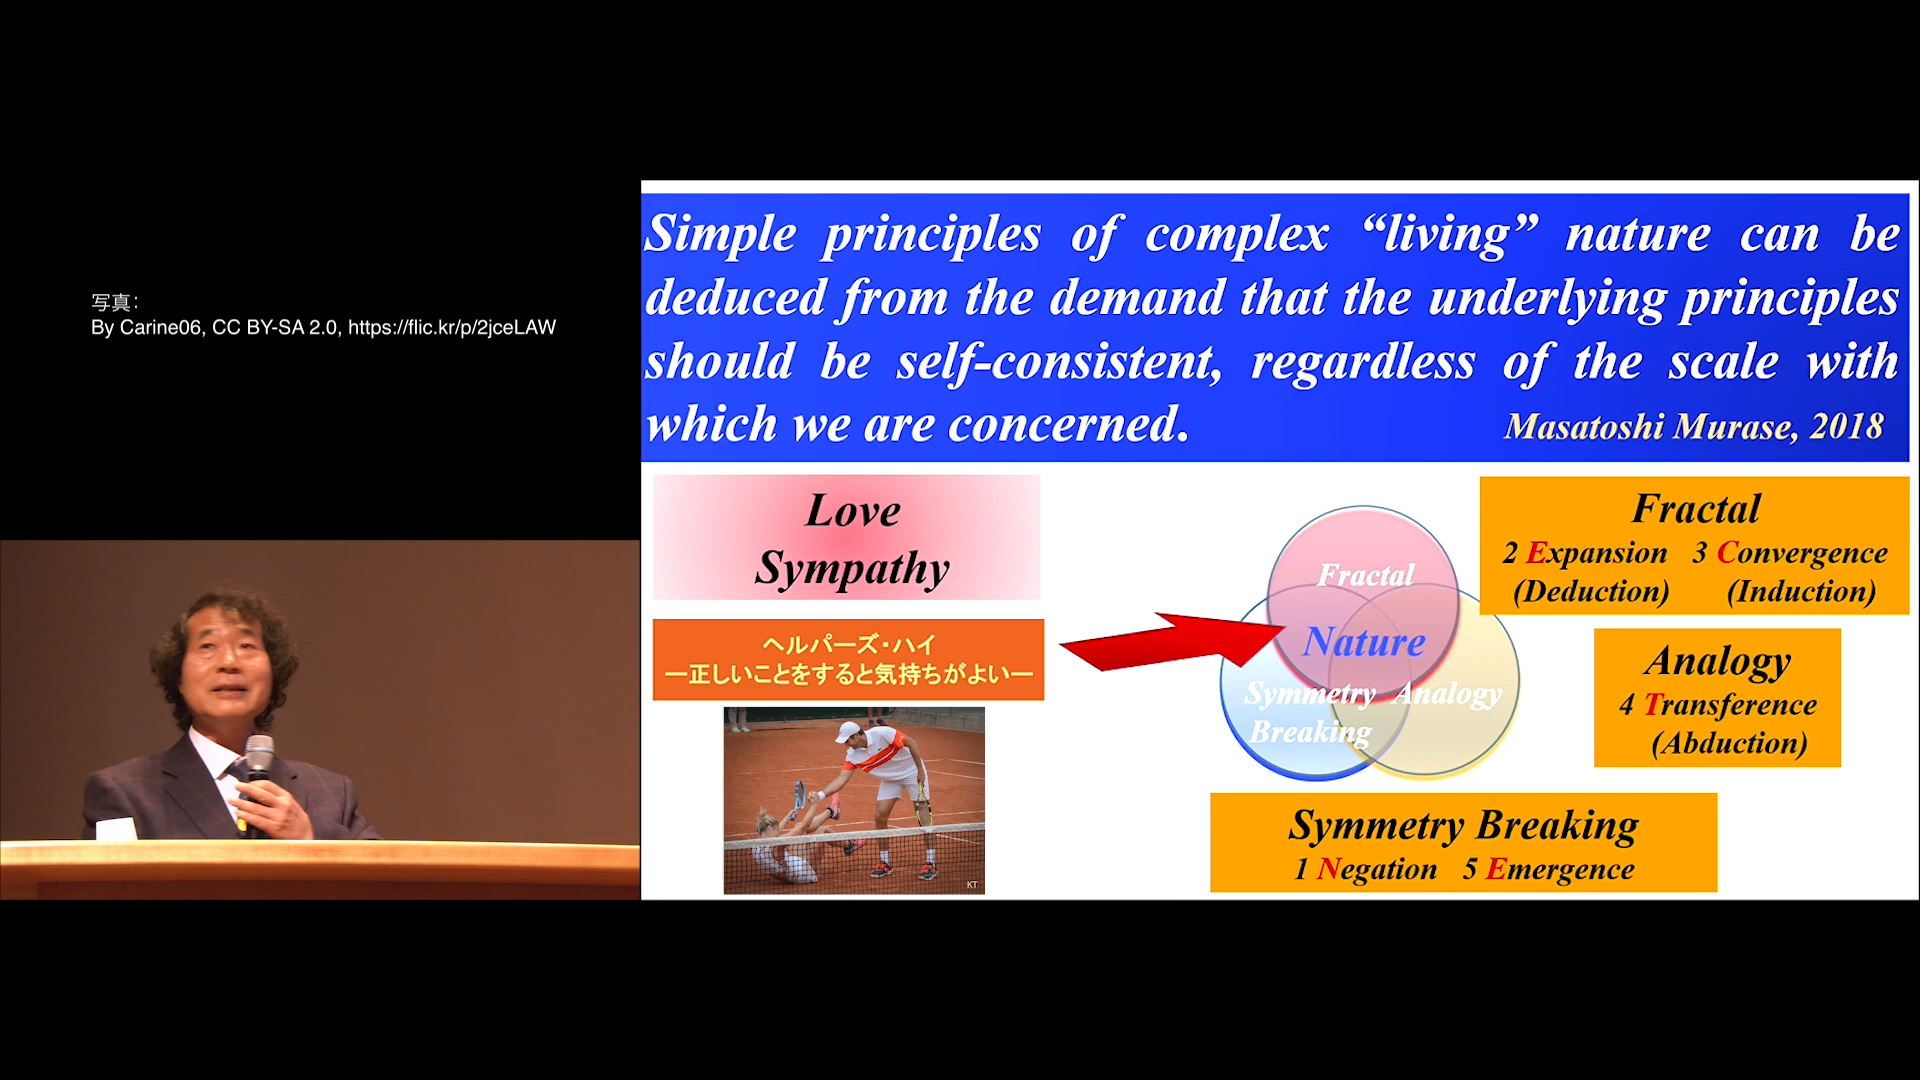 写真：
By Carine06, CC BY-SA 2.0, https://flic.kr/p/2jceLAW
Simple principles of complex “living” nature can be
deduced from the demand that the underlying principles
should be self-consistent, regardless of the scale with
which we are concerned.
Masatoshi Murase, 2018
Love
Sympathy
ヘルパーズ・ハイ
―正しいことをすると気持ちがよい―
KT
Fractal
Nature
Symmetry
Breaking
Analogy
Fractal
2 Expansion 3 Convergence
(Deduction) (Induction)
Analogy
4 Transference
(Abduction)
Symmetry Breaking
1 Negation 5 Emergence